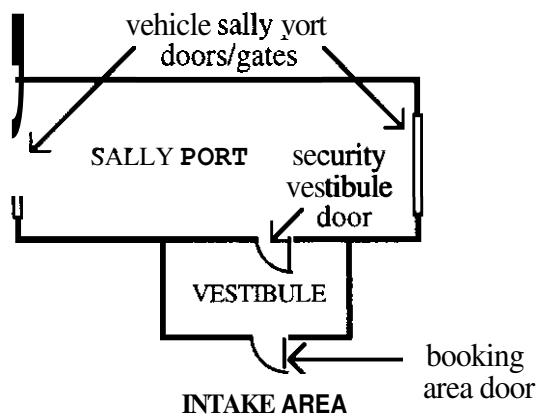 vehicle sally yort
doors/gates
SALLY PORT
security
vestibule
door
VESTIBULE
booking
area door
INTAKE AREA